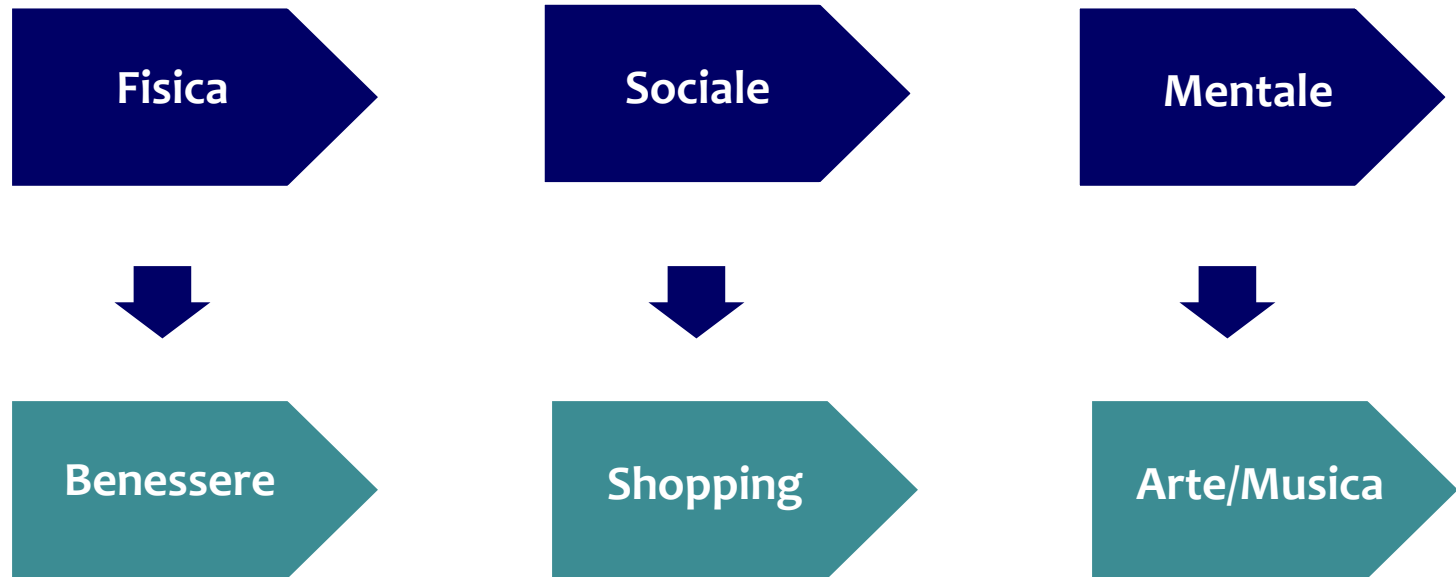 Fisica
Sociale
Mentale
Benessere
Shopping
Arte/Musica